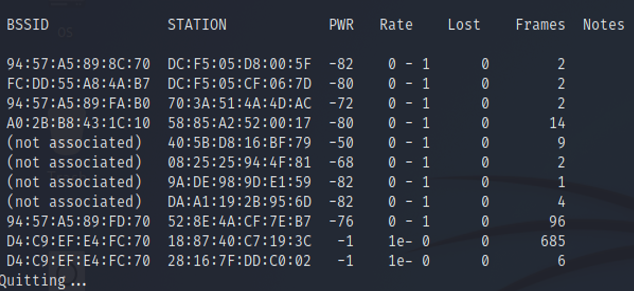 BSSID STATION PWR Rate Lost Frames Notes
94:57:A5:89:8C:70 DC:F5:05:D8:00:5F -82 0 - 1 0 2
FC:DD:55:A8:4A:B7 DC:F5:05:CF:06:7D -80 0 - 1 0 2
94:57:A5:89:FA:B0 70:3A:51:4A:4D:AC -72 0 - 1 0 2
A0:2B:B8:43:1C:10 58:85:A2:52:00:17 -80 0 - 1 0 14
(not associated) 40:5B:D8:16:BF:79 -50 0 - 1 0 9
(not associated) 08:25:25:94:4F:81 -68 0 - 1 0 2
(not associated) 9A:DE:98:9D:E1:59 -82 0 - 1 0 1
(not associated) DA:A1:19:2B:95:6D -82 0 - 1 0 4
94:57:A5:89:FD:70 52:8E:4A:CF:7E:B7 -76 0 - 1 0 96
D4:C9:EF:E4:FC:70 18:87:40:C7:19:3C -1 1e- 0 0 685
D4:C9:EF:E4:FC:70 28:16:7F:DD:C0:02 -1 1e- 0 0 6
Quitting...